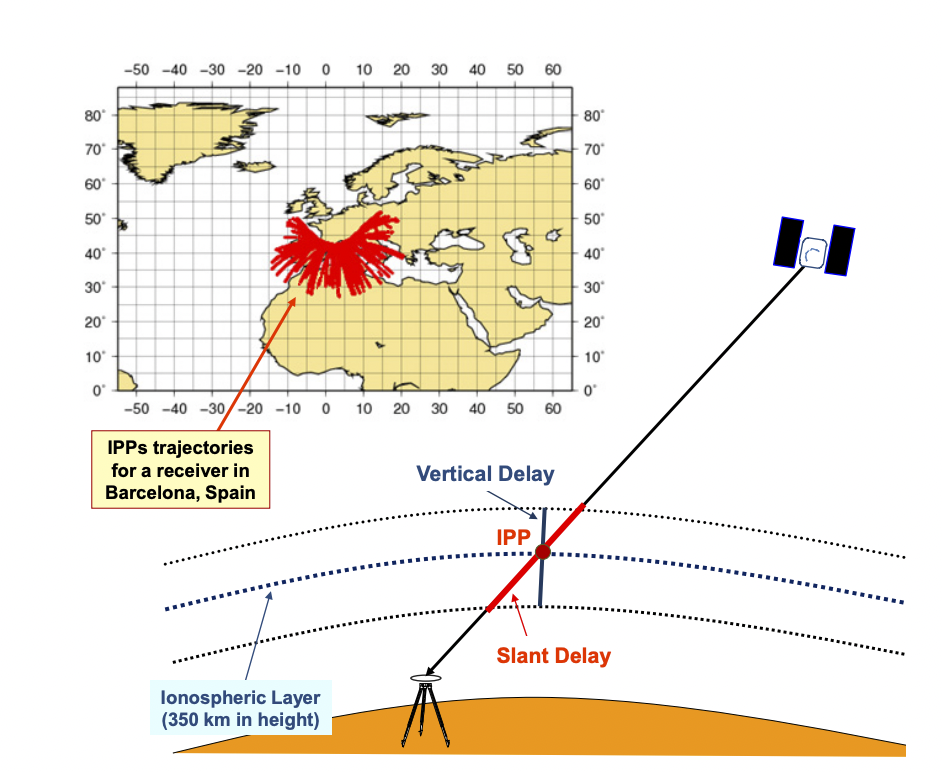 −50 −40 −30 −20 −10 0 10 20 30 40 50 60
80˚ 80˚
70˚ 70˚
60˚ 60˚
50˚ 50˚
40˚ 40˚
30˚ 30˚
20˚ 20˚
10˚ 10˚
0˚ 0˚
−50 −40 −30 −20 −10 0 10 20 30 40 50 60
IPPs trajectories
for a receiver in
Barcelona, Spain
Vertical Delay
IPP
Slant Delay
Ionospheric Layer
(350 km in height)